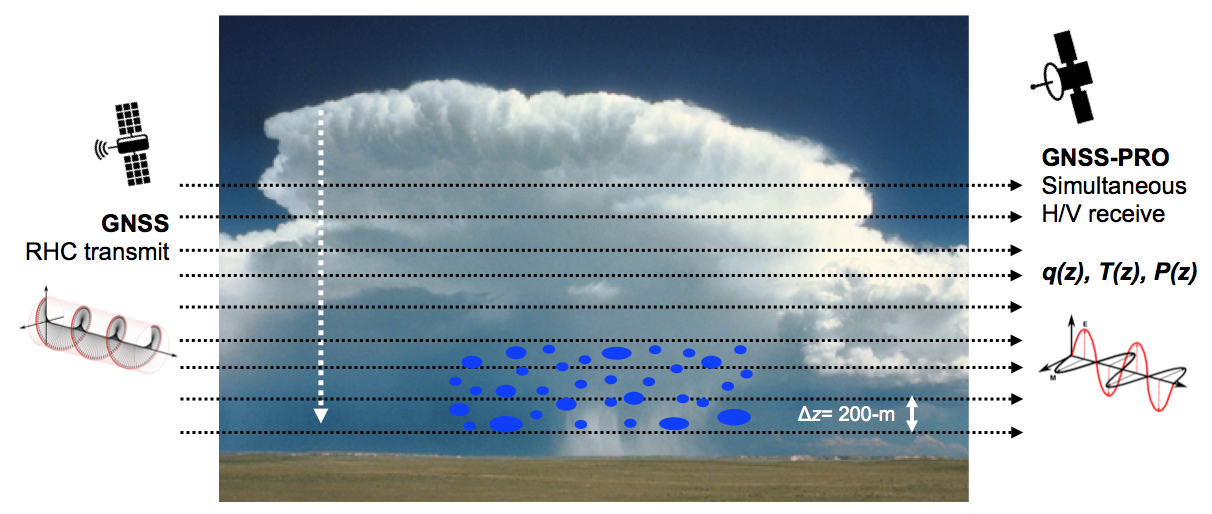 GNSS
RHC transmit
GNSS-PRO
Simultaneous
H/V receive
q(z), T(z), P(z)
E
M
Δz= 200-m